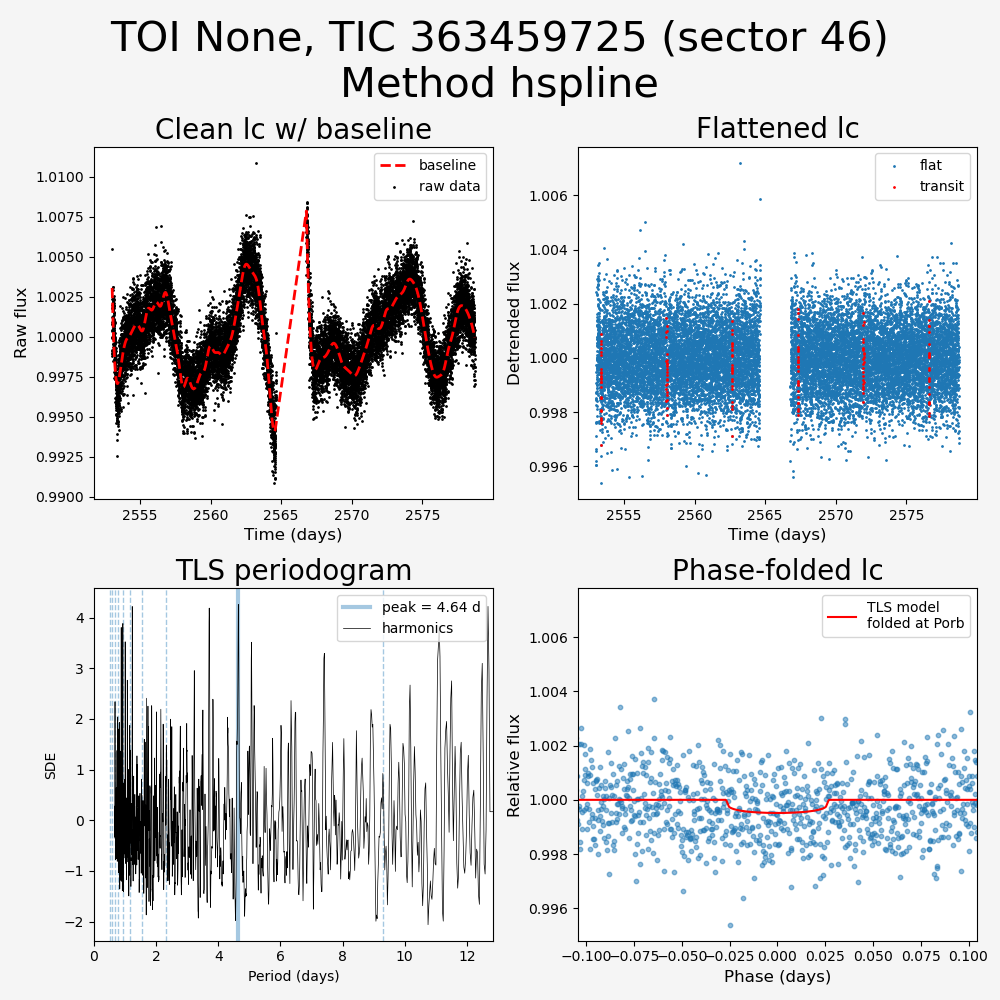 TOI None, TIC 363459725 (sector 46)
Method hspline
Clean lc w/ baseline
baseline
raw data
1.0100
1.0075
1.0050
1.0025
1.0000
0.9975
0.9950
0.9925
0.9900
Raw flux
2555 2560 2565 2570 2575
Time (days)
Flattened lc
flat
transit
1.006
1.004
1.002
1.000
0.998
0.996
Detrended flux
2555 2560 2565 2570 2575
Time (days)
TLS periodogram
peak = 4.64 d
harmonics
4
3
2
1
0
−1
−2
SDE
0 2 4 6 8 10 12
Period (days)
Phase-folded lc
TLS model
folded at Porb
1.006
1.004
1.002
1.000
0.998
0.996
Relative flux
−0.100 −0.075 −0.050 −0.025 0.000 0.025 0.050 0.075 0.100
Phase (days)